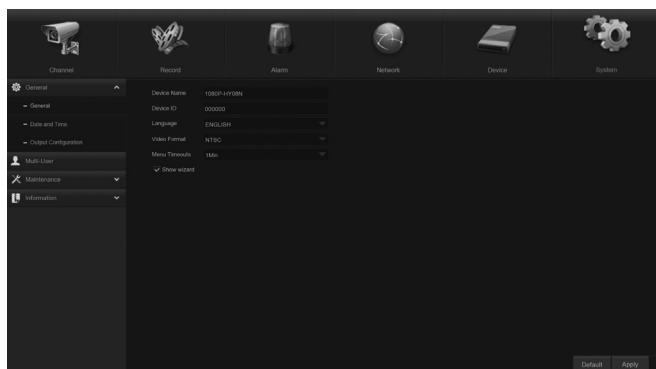 Channel Record Alarm Network Device System
General
General
Date and Time
Output Configuration
Multi-User
Maintenance
Information
Device Name 1080P-HY08N
Device ID 000000
Language ENGLISH
Video Format NTSC
Menu Timeouts 1Min
Show wizard
Default Apply